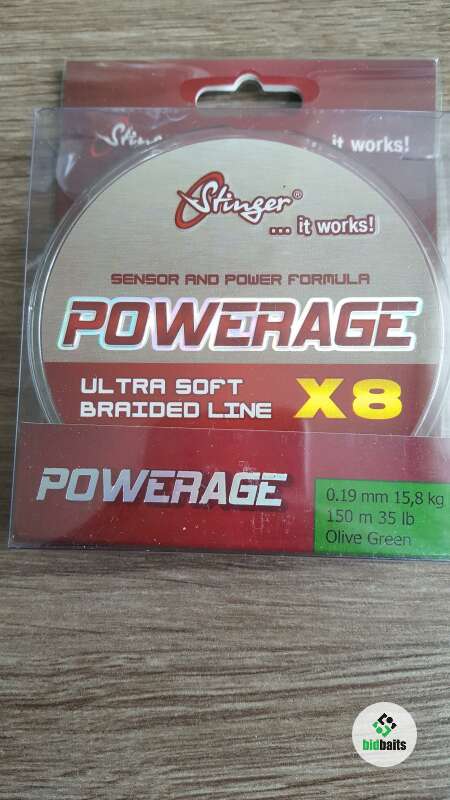 Sting
... it works!
Stinger®
... it works!
SENSOR AND POWER FORMULA
POWERAGE
ULTRA SOFT
BRAIDED LINE X8
POWERAGE
0.19 mm 15,8 kg
150 m 35 lb
Olive Green
bidbaits